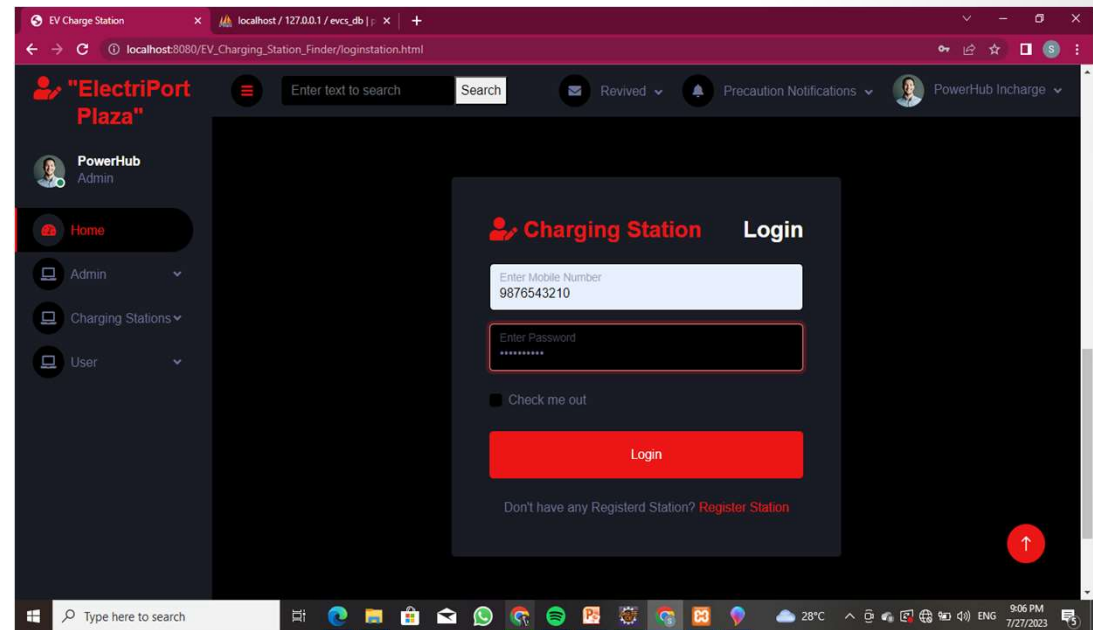 EV Charge Station
localhost / 127.0.0.1 / evcs_db | p
localhost:8080/EV_Charging_Station_Finder/loginstation.html
S
"ElectriPort
Plaza"
Enter text to search
Search
Revived
Precaution Notifications
PowerHub Incharge
PowerHub
Admin
Home
Admin
Charging Stations
User
Charging Station Login
Enter Mobile Number
9876543210
Enter Password
Check me out
Login
Don't have any Registerd Station? Register Station
Type here to search
28°C
ENG
9:06 PM
7/27/2023
5